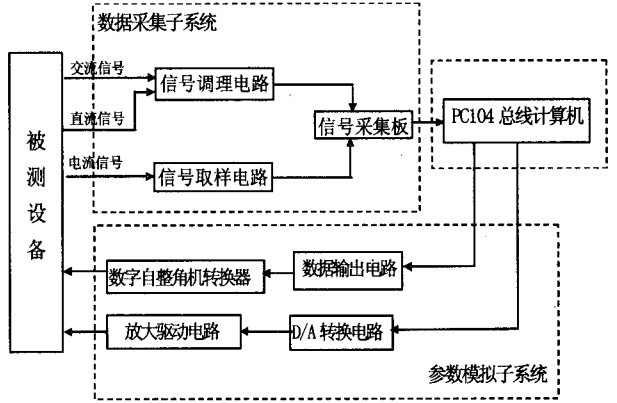 数据采集子系统
交流信号
信号调理电路
直流信号
信号采集板
PC104总线计算机
电流信号
信号取样电路
被测设备
数据输出电路
数字自整角机转换器
放大驱动电路
D/A转换电路
参数模拟子系统